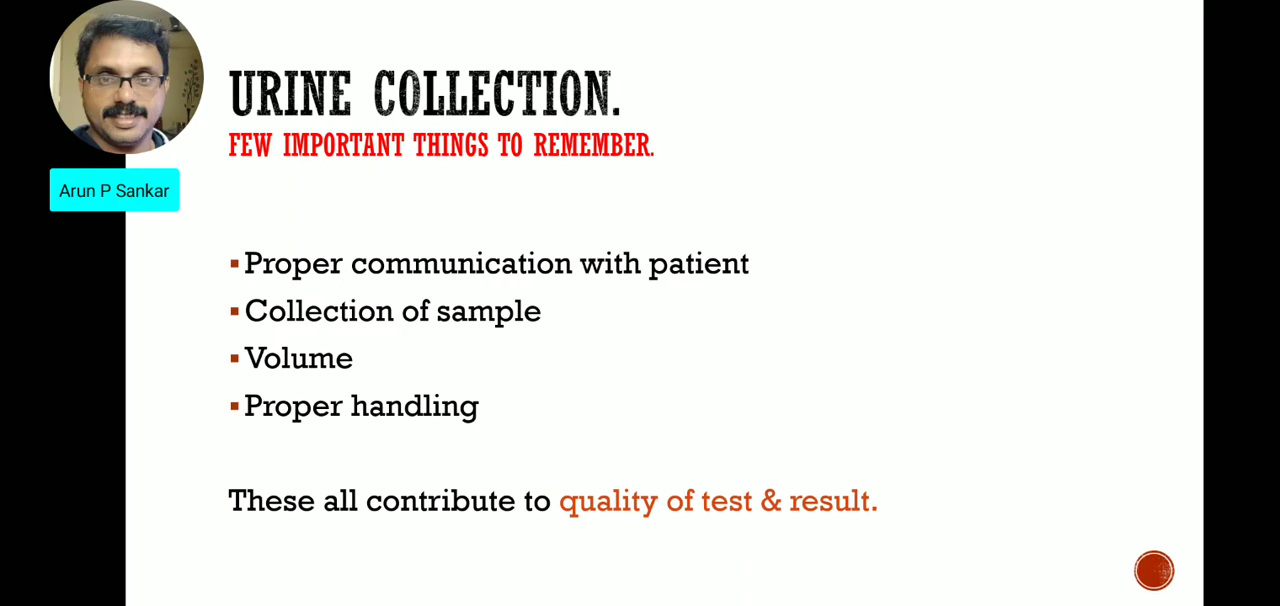 URINE COLLECTION.
FEW IMPORTANT THINGS TO REMEMBER.
Arun P Sankar
Proper communication with patient
Collection of sample
Volume
Proper handling
These all contribute to quality of test & result.